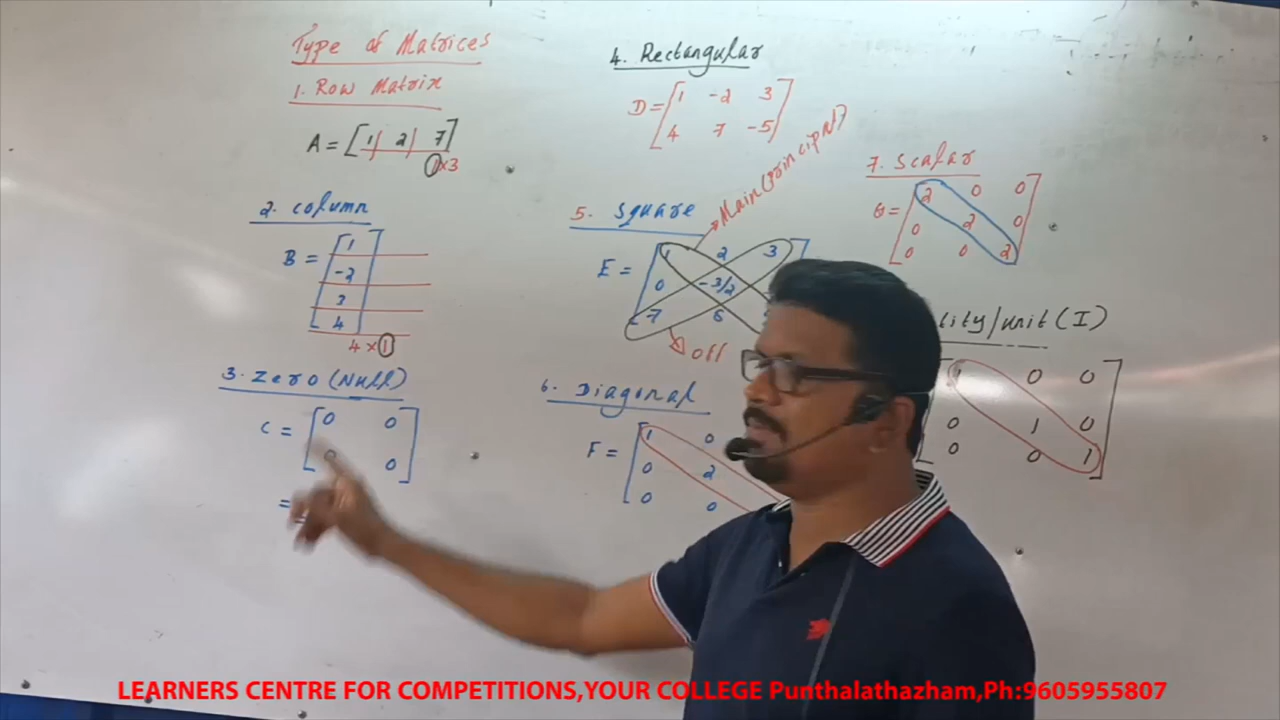 Type of Matrices
1. Row Matrix
A = [1 | 2 | 7]
1×3
2. Column
B = [1
-2
3
4]
4 × 1
3. Zero (Null)
C = [0 0
0 0]
=
4. Rectangular
D = [1 -2 3
4 7 -5]
5. Square
Main(principal)
E = [1 2 3
0 -3/2
7 6
off
6. Diagonal
F = [1 0
0 2
0 0
7. Scalar
G = [2 0 0
0 2 0
0 0 2]
tity/unit (I)
1 0 0
0 1 0
0 0 1]
LEARNERS CENTRE FOR COMPETITIONS,YOUR COLLEGE Punthalathazham,Ph:9605955807